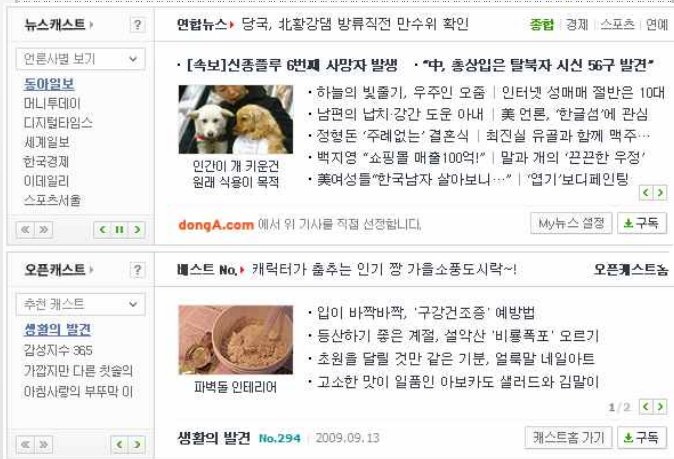 뉴스캐스트 ?
연합뉴스 당국, 北황강댐 방류직전 만수위 확인
종합 | 경제 | 스포츠 | 연예
언론사별 보기
동아일보
머니투데이
디지털타임스
세계일보
한국경제
이데일리
스포츠서울
· [속보]신종플루 6번째 사망자 발생 · "中, 총상입은 탈북자 시신 56구 발견"
인간이 개 키운건
원래 식용이 목적
· 하늘의 빛줄기, 우주인 오줌 | 인터넷 성매매 절반은 10대
· 남편의 납치·강간 도운 아내 | 美 언론, '한글섬'에 관심
· 정형돈 '주례없는' 결혼식 | 최진실 유골과 함께 맥주…
· 백지영 "쇼핑몰 매출100억!" | 말과 개의 '끈끈한 우정'
· 美여성들"한국남자 살아보니…" | '엽기'보디페인팅
dongA.com 에서 위 기사를 직접 선정합니다.
My뉴스 설정 구독
오픈캐스트 ?
베스트 No. 캐릭터가 춤추는 인기 짱 가을소풍도시락~!
오픈캐스트홈
추천 캐스트
생활의 발견
감성지수 365
가깝지만 다른 칫솔의
아침사랑의 부뚜막 이
파벽돌 인테리어
· 입이 바짝바짝, '구강건조증' 예방법
· 등산하기 좋은 계절, 설악산 '비룡폭포' 오르기
· 초원을 달릴 것만 같은 기분, 얼룩말 네일아트
· 고소한 맛이 일품인 아보카도 샐러드와 김말이
1/2
생활의 발견 No.294 | 2009.09.13
캐스트홈 가기 구독